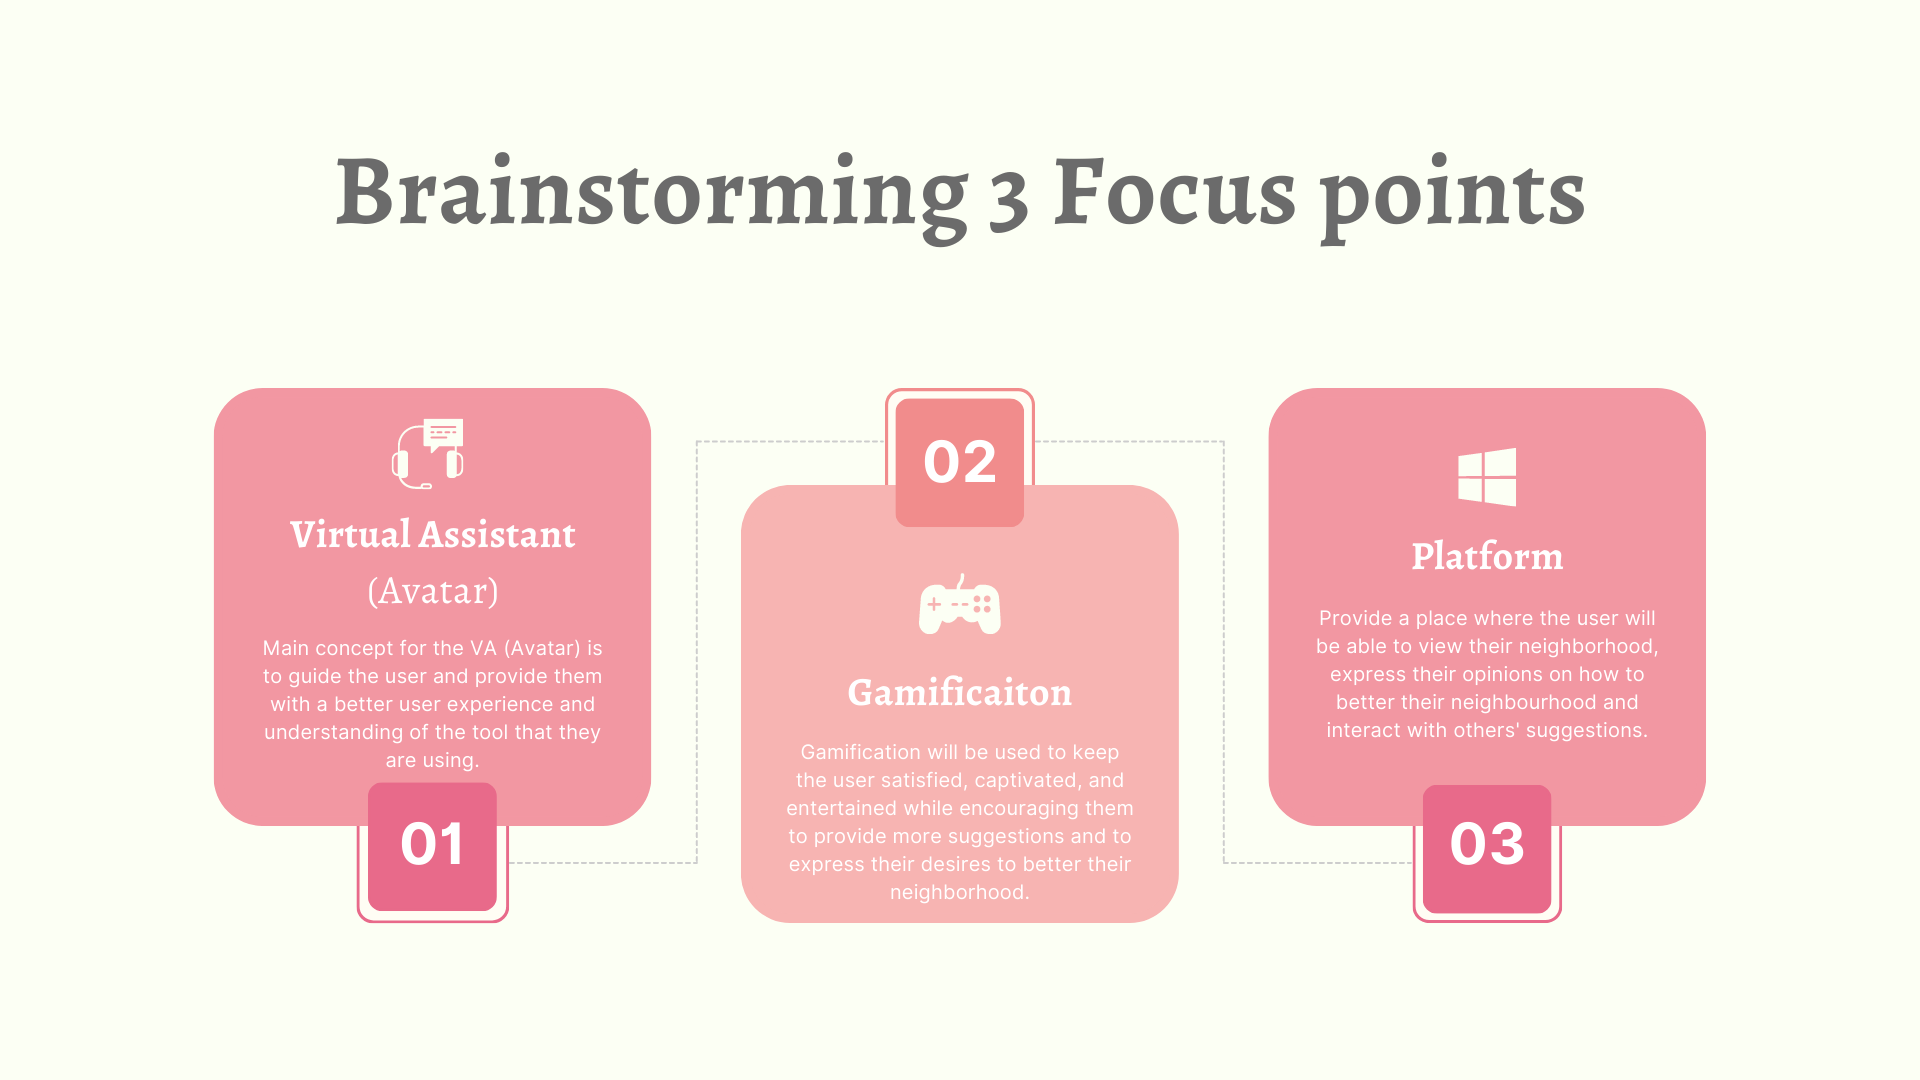 Brainstorming 3 Focus points
Virtual Assistant
(Avatar)
Main concept for the VA (Avatar) is
to guide the user and provide them
with a better user experience and
understanding of the tool that they
are using.
01
02
Gamificaiton
Gamification will be used to keep
the user satisfied, captivated, and
entertained while encouraging them
to provide more suggestions and to
express their desires to better their
neighborhood.
Platform
Provide a place where the user will
be able to view their neighborhood,
express their opinions on how to
better their neighbourhood and
interact with others' suggestions.
03